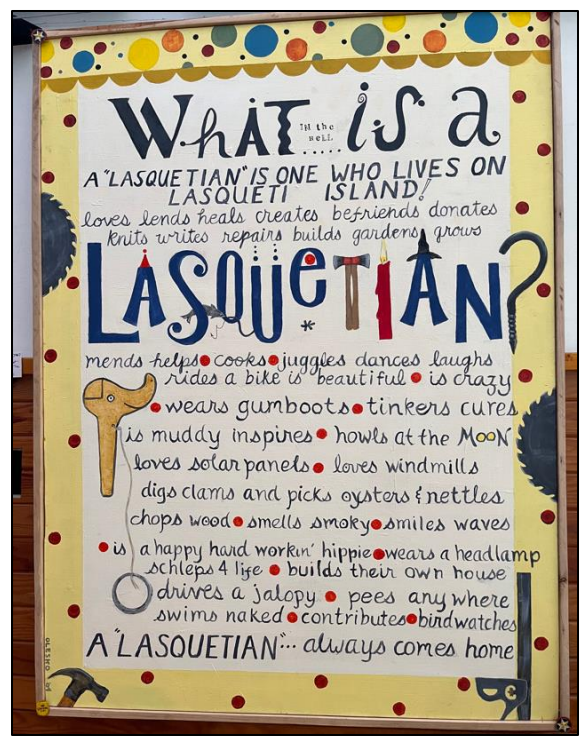 What is a
IN the
heLL
.....
A "LASQUETIAN" IS ONE WHO LIVES ON
LASQUETI ISLAND!
loves lends heals creates befriends donates
knits writes repairs builds gardens grows
LASQUETIAN?
*
mends helps • cooks • juggles dances laughs
rides a bike is beautiful • is crazy
• wears gumboots • tinkers cures
is muddy inspires • howls at the MooN
loves solar panels • loves windmills
digs clams and picks oysters & nettles
chops wood • smells smoky • smiles waves
• is a happy hard workin' hippie • wears a headlamp
schleps 4 life • builds their own house
drives a jalopy • pees anywhere
swims naked • contributes • birdwatches
A "LASQUETIAN"... always comes home
OLESKO